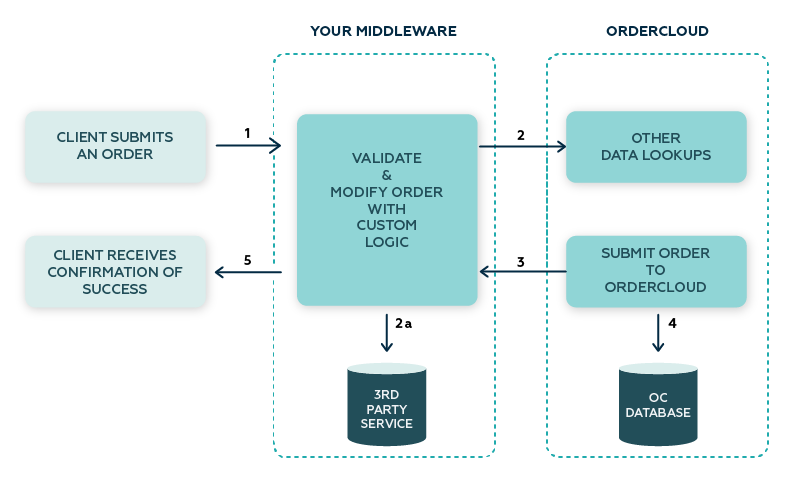 YOUR MIDDLEWARE
ORDERCLOUD
CLIENT SUBMITS
AN ORDER
1
VALIDATE
&
MODIFY ORDER
WITH
CUSTOM
LOGIC
2
OTHER
DATA LOOKUPS
CLIENT RECEIVES
CONFIRMATION OF
SUCCESS
5
3
SUBMIT ORDER
TO
ORDERCLOUD
2a
4
3RD
PARTY
SERVICE
OC
DATABASE